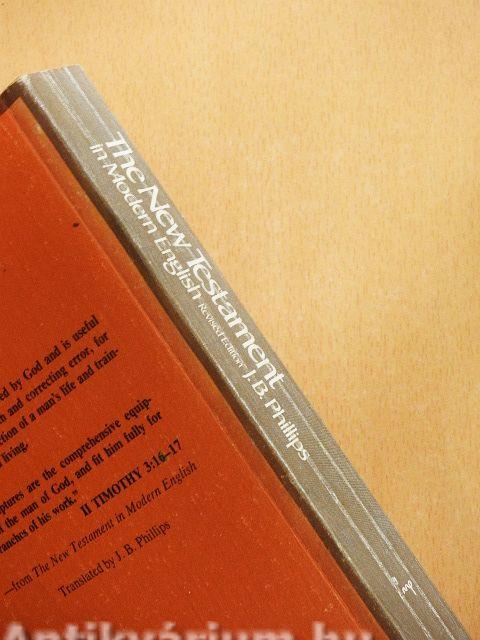 The New Testament
in Modern English Revised Edition J. B. Phillips
ed by God and is useful
h and correcting error, for
ction of a man's life and train-
living.
ptures are the comprehensive equip-
f the man of God, and fit him fully for
ranches of his work."
II TIMOTHY 3:16–17
—from The New Testament in Modern English
Translated by J. B. Phillips
Antikvárium.hu